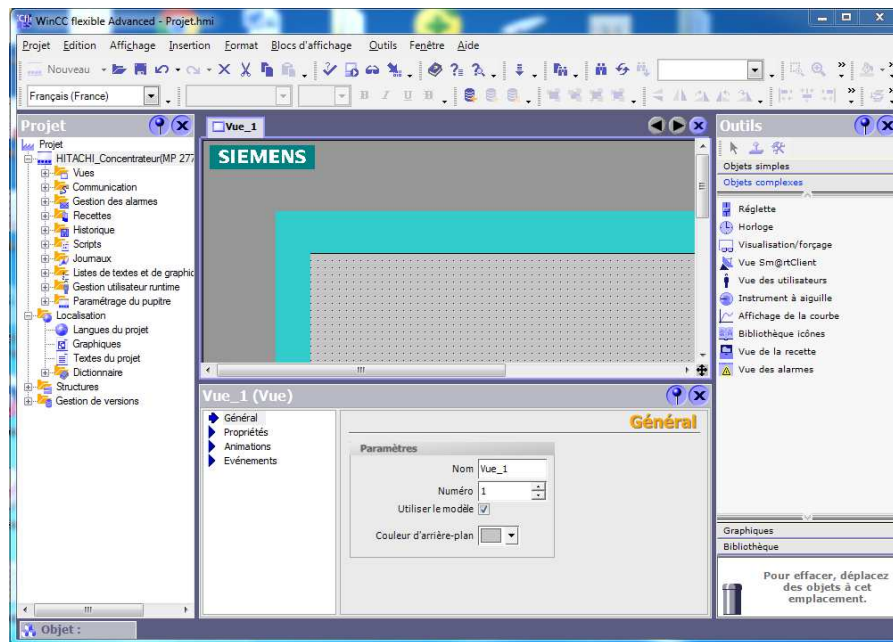 WinCC flexible Advanced - Projet.hmi
Projet Edition Affichage Insertion Format Blocs d'affichage Outils Fenêtre Aide
Nouveau
Français (France)
B I U B
Projet
Projet
HITACHI_Concentrateur(MP 277
Vues
Communication
Gestion des alarmes
Recettes
Historique
Scripts
Journaux
Listes de textes et de graphic
Gestion utilisateur runtime
Paramétrage du pupitre
Localisation
Langues du projet
Graphiques
Textes du projet
Dictionnaire
Structures
Gestion de versions
Objet :
Vue_1
SIEMENS
Vue_1 (Vue)
Général
Propriétés
Animations
Evénements
Général
Paramètres
Nom Vue_1
Numéro 1
Utiliser le modèle
Couleur d'arrière-plan
Outils
Objets simples
Objets complexes
Réglette
Horloge
Visualisation/forçage
Vue Sm@rtClient
Vue des utilisateurs
Instrument à aiguille
Affichage de la courbe
Bibliothèque icônes
Vue de la recette
Vue des alarmes
Graphiques
Bibliothèque
Pour effacer, déplacez
des objets à cet
emplacement.